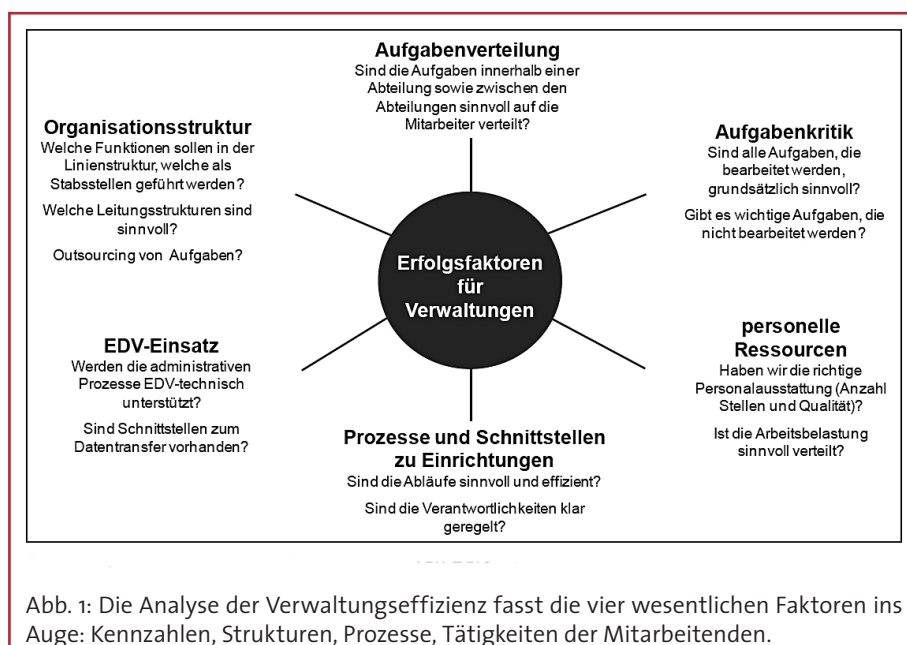 Aufgabenverteilung
Sind die Aufgaben innerhalb einer
Abteilung sowie zwischen den
Abteilungen sinnvoll auf die
Mitarbeiter verteilt?
Organisationsstruktur
Welche Funktionen sollen in der
Linienstruktur, welche als
Stabsstellen geführt werden?
Welche Leitungsstrukturen sind
sinnvoll?
Outsourcing von Aufgaben?
Aufgabenkritik
Sind alle Aufgaben, die
bearbeitet werden,
grundsätzlich sinnvoll?
Gibt es wichtige Aufgaben, die
nicht bearbeitet werden?
Erfolgsfaktoren
für
Verwaltungen
EDV-Einsatz
Werden die administrativen
Prozesse EDV-technisch
unterstützt?
Sind Schnittstellen zum
Datentransfer vorhanden?
personelle
Ressourcen
Haben wir die richtige
Personalausstattung (Anzahl
Stellen und Qualität)?
Ist die Arbeitsbelastung
sinnvoll verteilt?
Prozesse und Schnittstellen
zu Einrichtungen
Sind die Abläufe sinnvoll und effizient?
Sind die Verantwortlichkeiten klar
geregelt?
Abb. 1: Die Analyse der Verwaltungseffizienz fasst die vier wesentlichen Faktoren ins
Auge: Kennzahlen, Strukturen, Prozesse, Tätigkeiten der Mitarbeitenden.